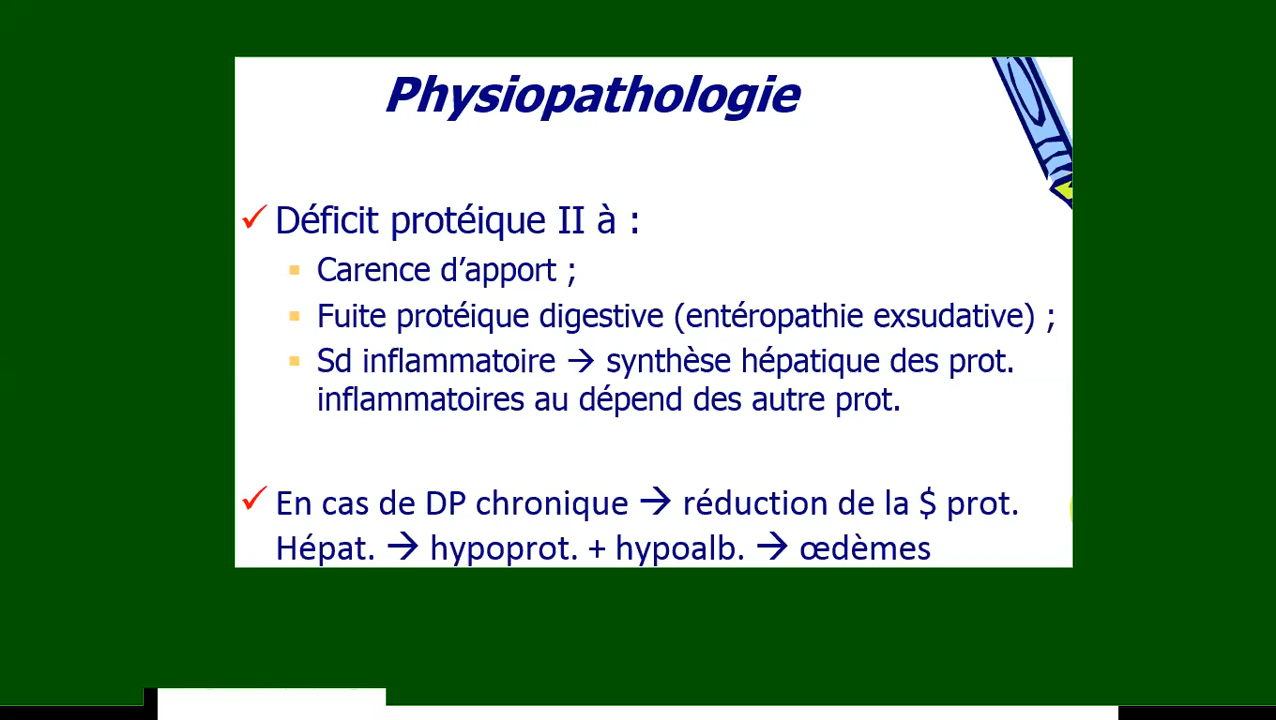 Physiopathologie
✓ Déficit protéique II à :
▪ Carence d’apport ;
▪ Fuite protéique digestive (entéropathie exsudative) ;
▪ Sd inflammatoire → synthèse hépatique des prot.
inflammatoires au dépend des autre prot.
✓ En cas de DP chronique → réduction de la $ prot.
Hépat. → hypoprot. + hypoalb. → œdèmes